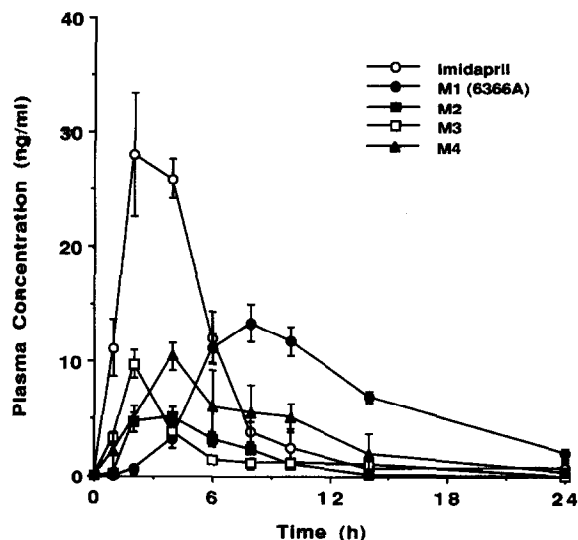 40
30
20
10
0
Plasma Concentration (ng/ml)
Imidapril
M1 (6366A)
M2
M3
M4
0 6 12 18 24
Time (h)